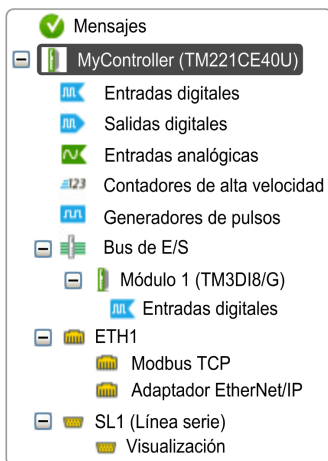 Mensajes
MyController (TM221CE40U)
Entradas digitales
Salidas digitales
Entradas analógicas
123 Contadores de alta velocidad
Generadores de pulsos
Bus de E/S
Módulo 1 (TM3DI8/G)
Entradas digitales
ETH1
Modbus TCP
Adaptador EtherNet/IP
SL1 (Línea serie)
Visualización